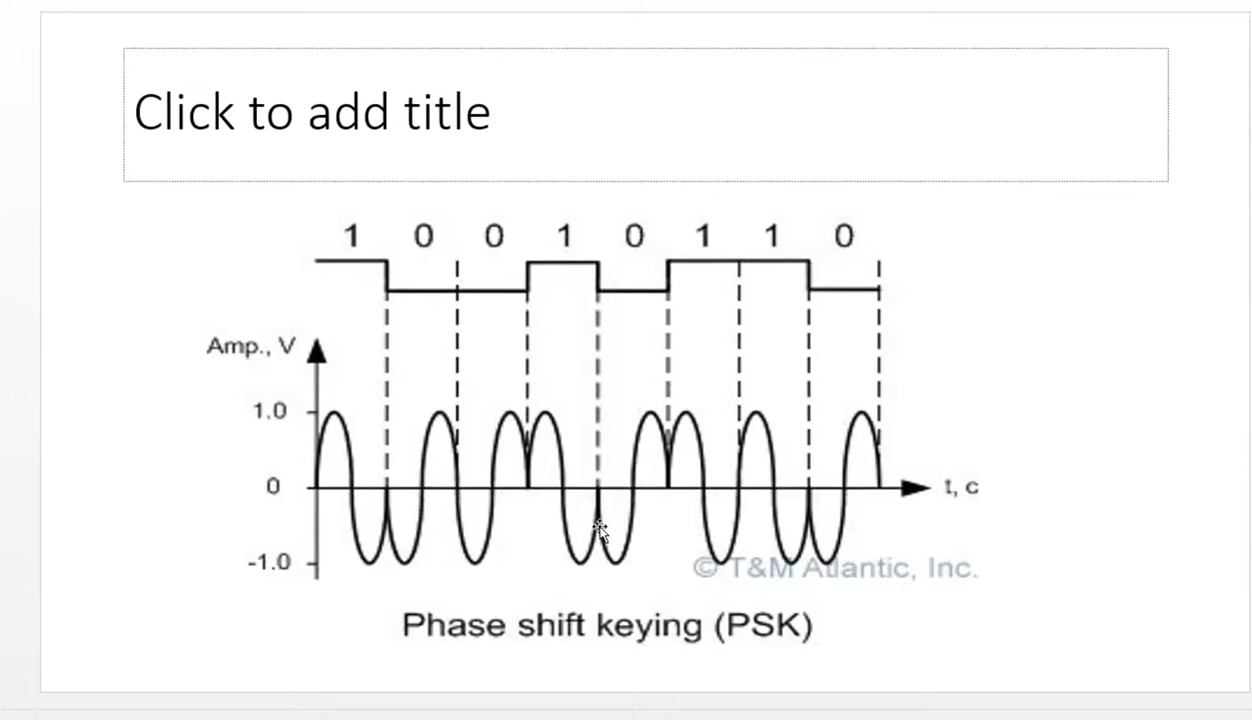 Click to add title
1 0 0 1 0 1 1 0
Amp., V
1.0
0
t, c
-1.0
© T&M Atlantic, Inc.
Phase shift keying (PSK)